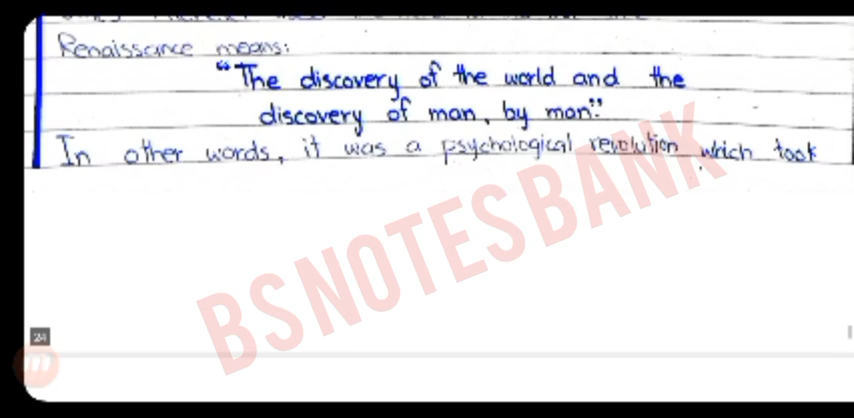 Renaissance means:
"The discovery of the world and the
discovery of man, by man."
In other words, it was a psychological revolution which took
BSNOTESBANK
24
m